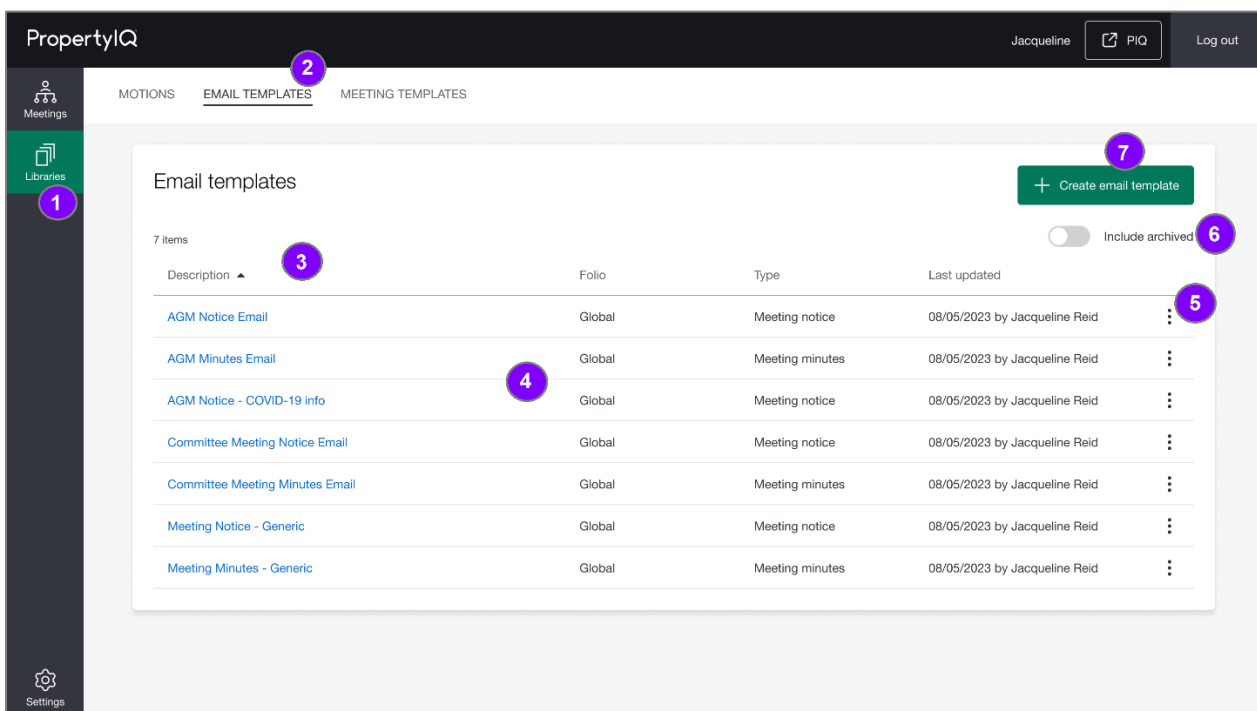 PropertyIQ
Jacqueline PIQ Log out
2
MOTIONS EMAIL TEMPLATES MEETING TEMPLATES
Meetings
Libraries
1
7
Email templates
Create email template
7 items
Include archived 6
3
Description Folio Type Last updated
5
AGM Notice Email Global Meeting notice 08/05/2023 by Jacqueline Reid
AGM Minutes Email Global Meeting minutes 08/05/2023 by Jacqueline Reid
4
AGM Notice - COVID-19 info Global Meeting notice 08/05/2023 by Jacqueline Reid
Committee Meeting Notice Email Global Meeting notice 08/05/2023 by Jacqueline Reid
Committee Meeting Minutes Email Global Meeting minutes 08/05/2023 by Jacqueline Reid
Meeting Notice - Generic Global Meeting notice 08/05/2023 by Jacqueline Reid
Meeting Minutes - Generic Global Meeting minutes 08/05/2023 by Jacqueline Reid
Settings